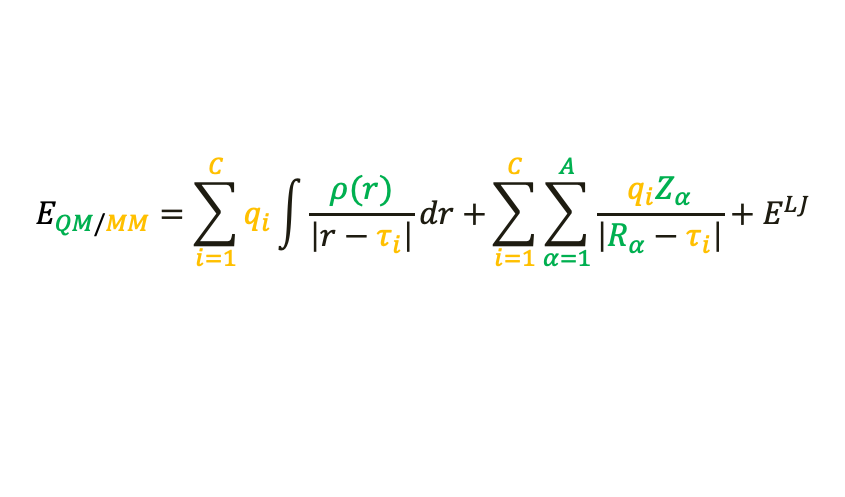 E_{QM/MM} = \sum_{i=1}^{C} q_i \int \frac{\rho(r)}{|r - \tau_i|} dr + \sum_{i=1}^{C} \sum_{\alpha=1}^{A} \frac{q_i Z_\alpha}{|R_\alpha - \tau_i|} + E^{LJ}